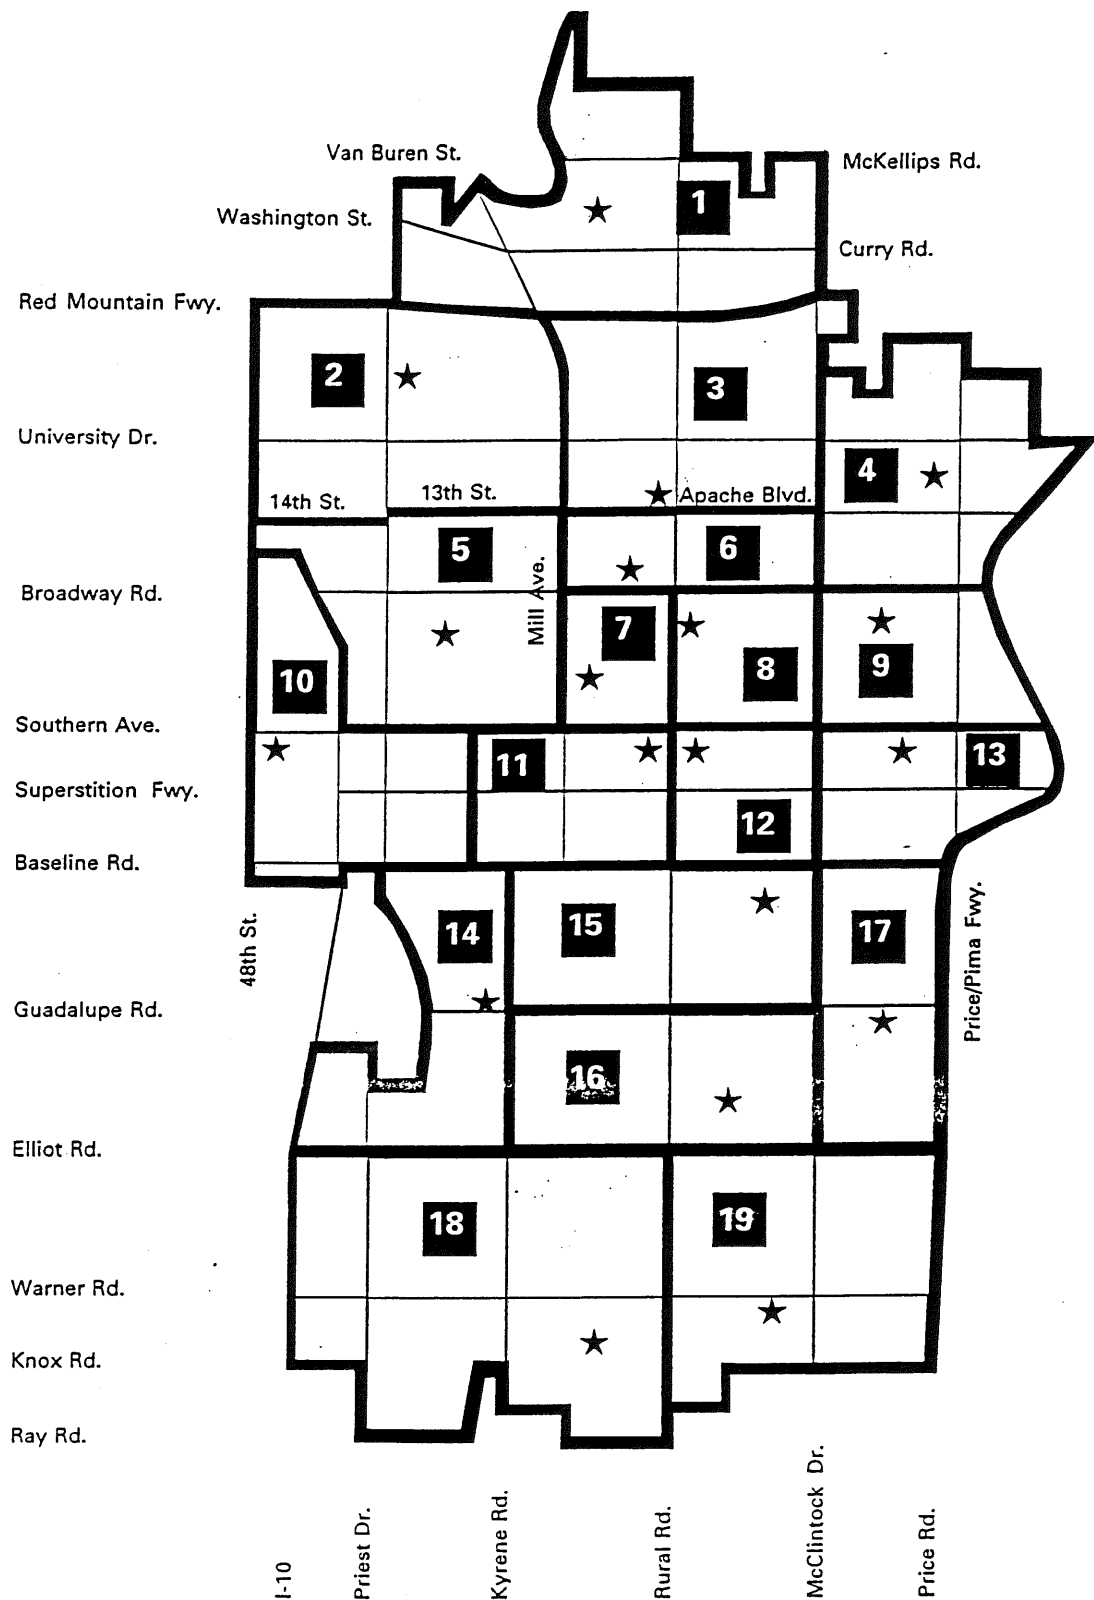 Van Buren St.
McKellips Rd.
1
Washington St.
Curry Rd.
Red Mountain Fwy.
2
3
University Dr.
4
14th St.
13th St.
Apache Blvd.
5
6
Mill Ave.
Broadway Rd.
7
8
9
10
Southern Ave.
11
13
Superstition Fwy.
12
Baseline Rd.
48th St.
14
15
17
Price/Pima Fwy.
Guadalupe Rd.
16
Elliot Rd.
18
19
Warner Rd.
Knox Rd.
Ray Rd.
I-10
Priest Dr.
Kyrene Rd.
Rural Rd.
McClintock Dr.
Price Rd.